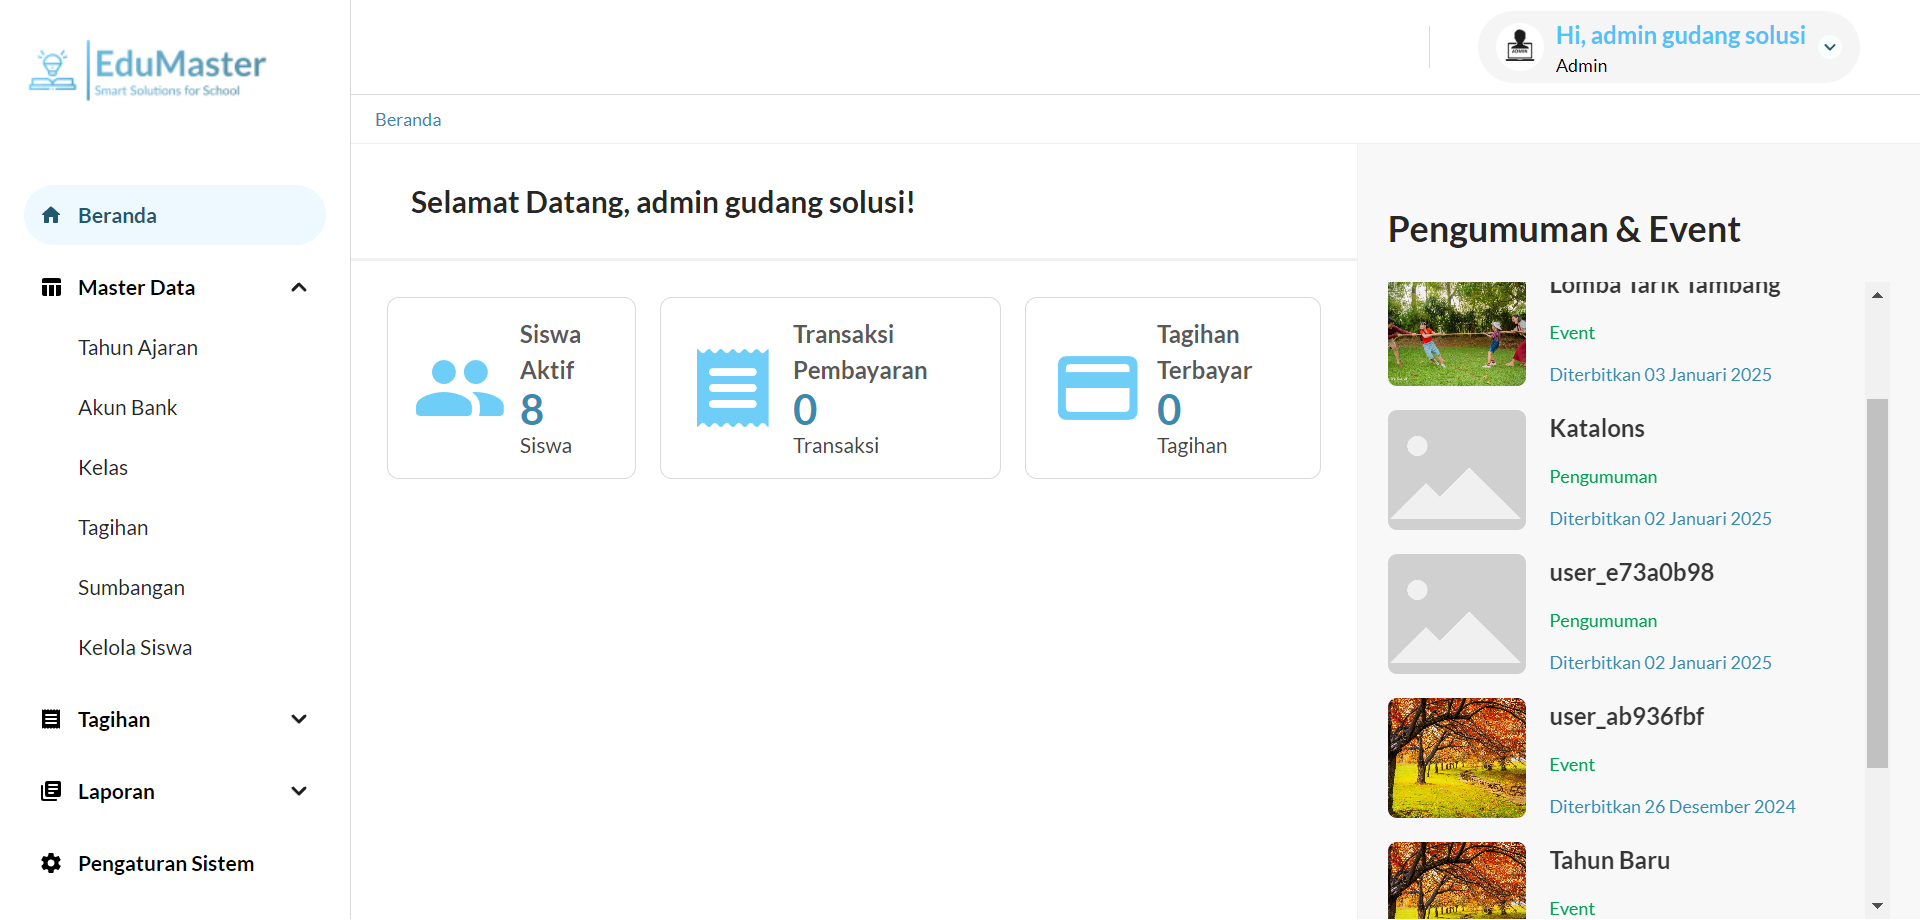 EduMaster
Smart Solutions for School
Hi, admin gudang solusi
Admin
Beranda
Beranda
Master Data
Tahun Ajaran
Akun Bank
Kelas
Tagihan
Sumbangan
Kelola Siswa
Tagihan
Laporan
Pengaturan Sistem
Selamat Datang, admin gudang solusi!
Siswa
Aktif
8
Siswa
Transaksi
Pembayaran
0
Transaksi
Tagihan
Terbayar
0
Tagihan
Pengumuman & Event
Lomba Tarik Tambang
Event
Diterbitkan 03 Januari 2025
Katalons
Pengumuman
Diterbitkan 02 Januari 2025
user_e73a0b98
Pengumuman
Diterbitkan 02 Januari 2025
user_ab936fbf
Event
Diterbitkan 26 Desember 2024
Tahun Baru
Event